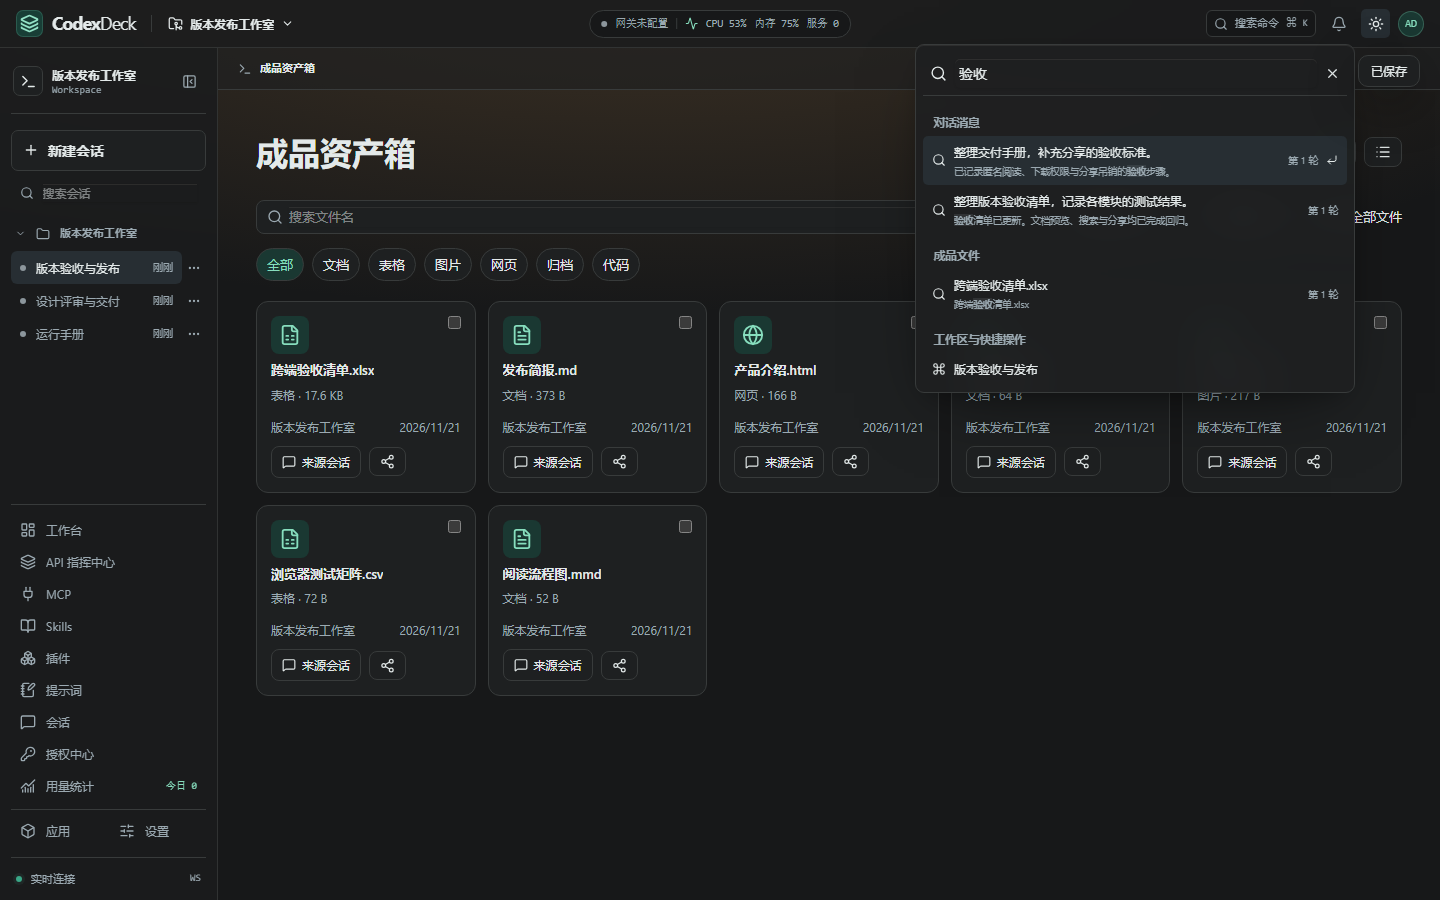 CodexDeck
版本发布工作室
网关未配置
CPU 53% 内存 75% 服务 0
搜索命令 ⌘ K
AD
版本发布工作室
Workspace
新建会话
搜索会话
版本发布工作室
版本验收与发布 刚刚
设计评审与交付 刚刚
运行手册 刚刚
工作台
API 指挥中心
MCP
Skills
插件
提示词
会话
授权中心
用量统计 今日 0
应用 设置
实时连接 WS
成品资产箱
已保存
成品资产箱
搜索文件名
全部文件
全部 文档 表格 图片 网页 归档 代码
验收
对话消息
整理交付手册，补充分享的验收标准。
已记录匿名阅读、下载权限与分享吊销的验收步骤。
第 1 轮
整理版本验收清单，记录各模块的测试结果。
验收清单已更新。文档预览、搜索与分享均已完成回归。
第 1 轮
成品文件
跨端验收清单.xlsx
跨端验收清单.xlsx
第 1 轮
工作区与快捷操作
⌘ 版本验收与发布
跨端验收清单.xlsx
表格 · 17.6 KB
版本发布工作室 2026/11/21
来源会话
发布简报.md
文档 · 373 B
版本发布工作室 2026/11/21
来源会话
产品介绍.html
网页 · 166 B
版本发布工作室 2026/11/21
来源会话
文档 · 64 B
版本发布工作室 2026/11/21
来源会话
图片 · 217 B
版本发布工作室 2026/11/21
来源会话
浏览器测试矩阵.csv
表格 · 72 B
版本发布工作室 2026/11/21
来源会话
阅读流程图.mmd
文档 · 52 B
版本发布工作室 2026/11/21
来源会话